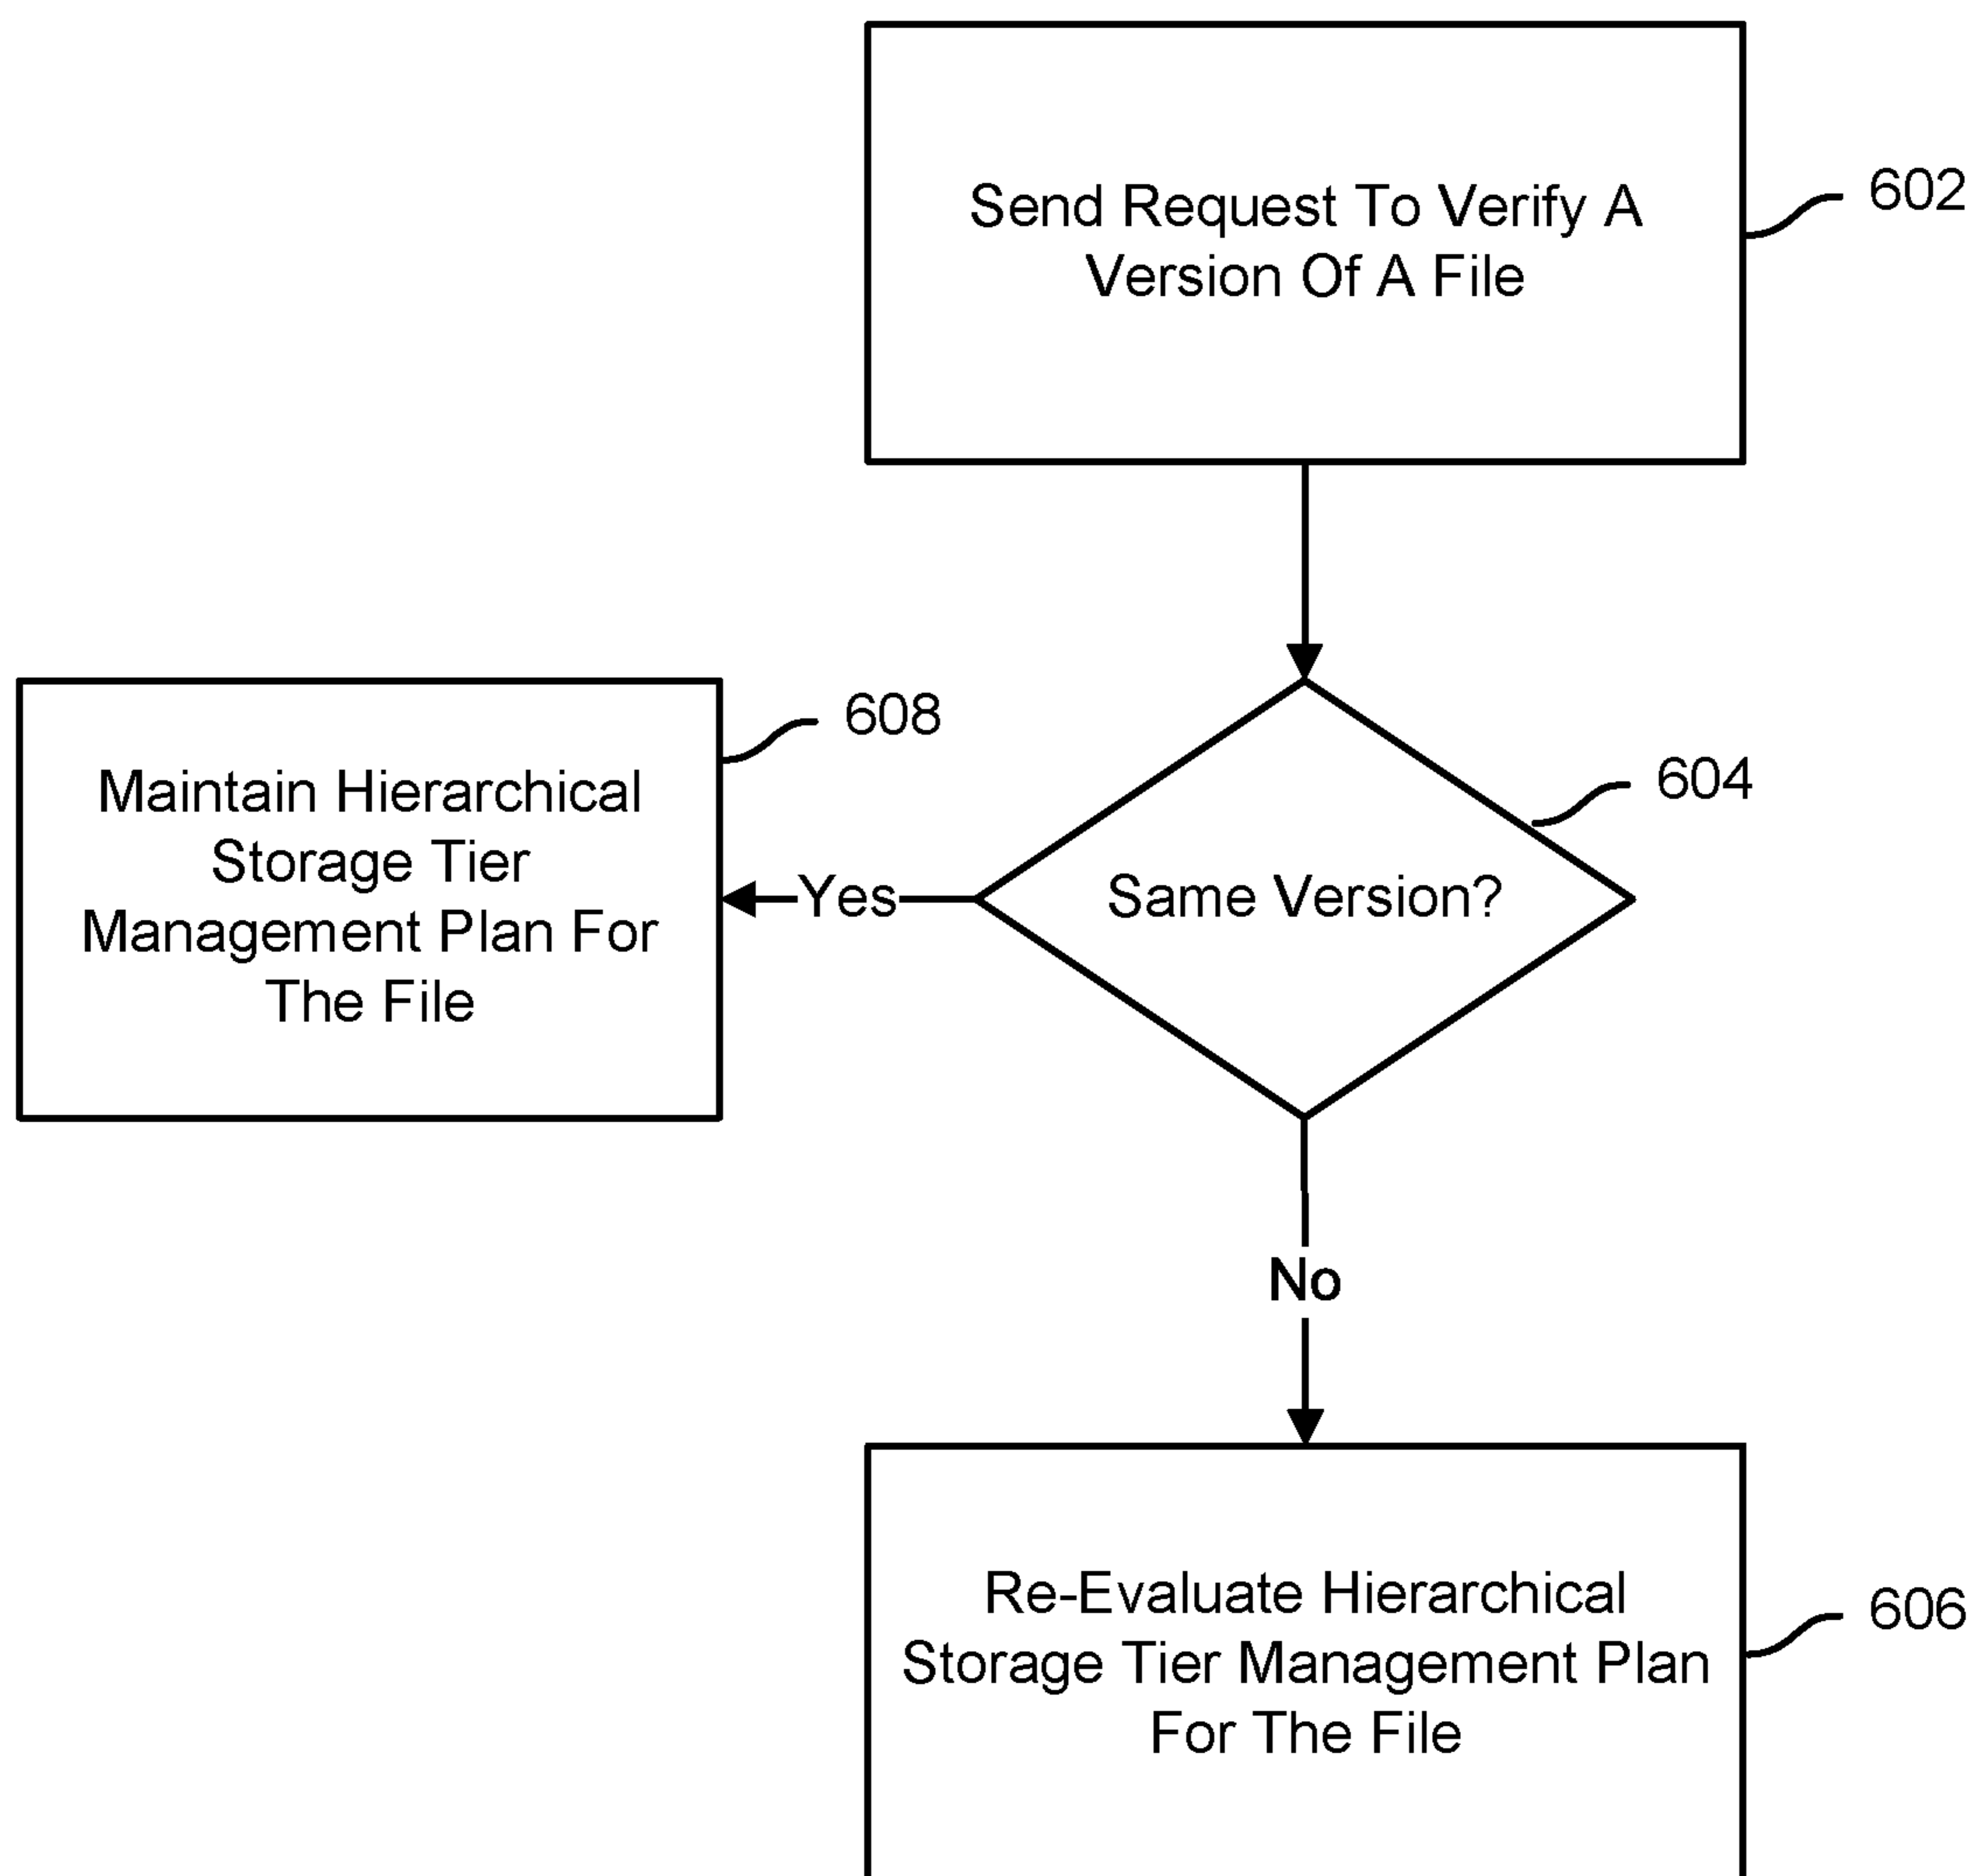 Send Request To Verify A
Version Of A File
602
608
Maintain Hierarchical
Storage Tier
Management Plan For
The File
604
Same Version?
Yes
No
Re-Evaluate Hierarchical
Storage Tier Management Plan
For The File
606